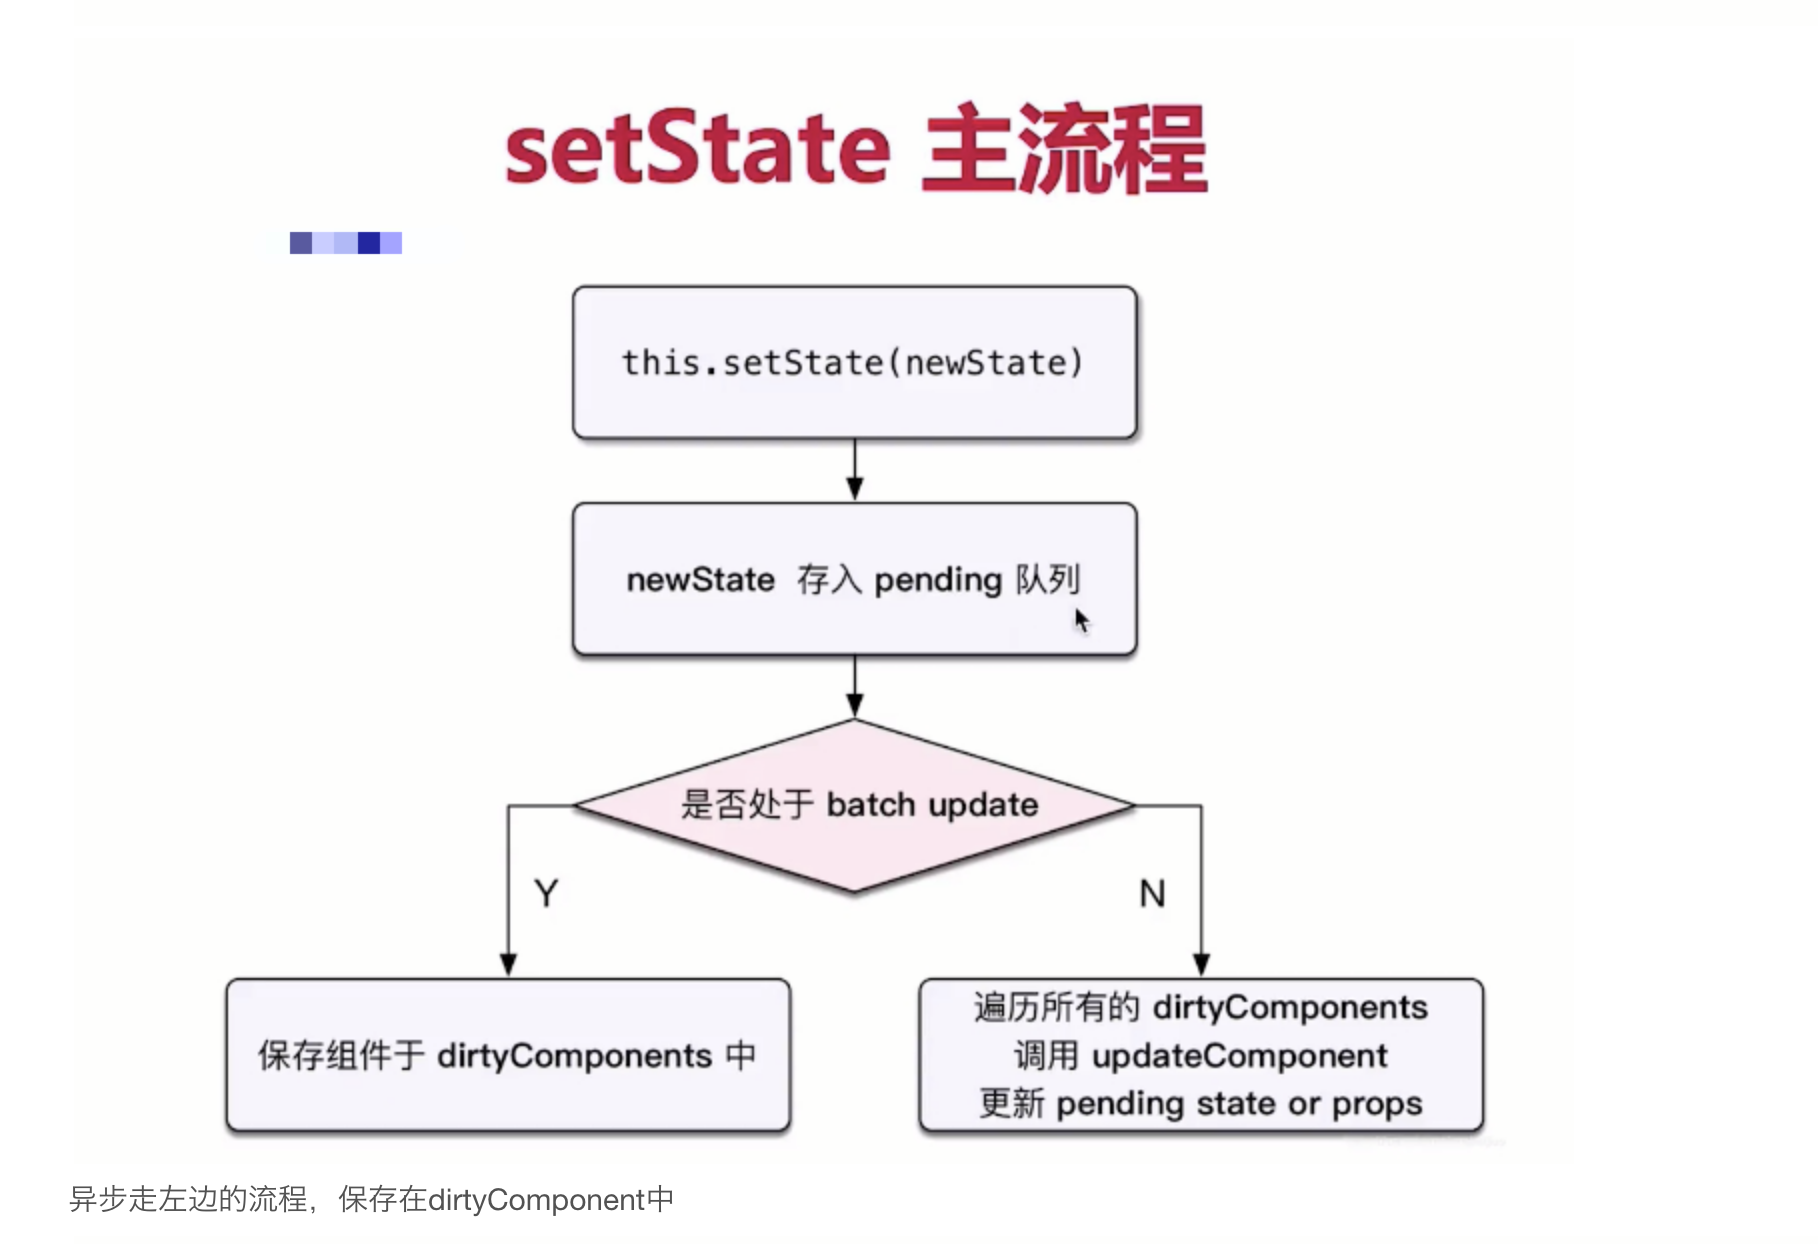 setState 主流程
this.setState(newState)
newState 存入 pending 队列
是否处于 batch update
Y
N
保存组件于 dirtyComponents 中
遍历所有的 dirtyComponents
调用 updateComponent
更新 pending state or props
异步走左边的流程，保存在dirtyComponent中